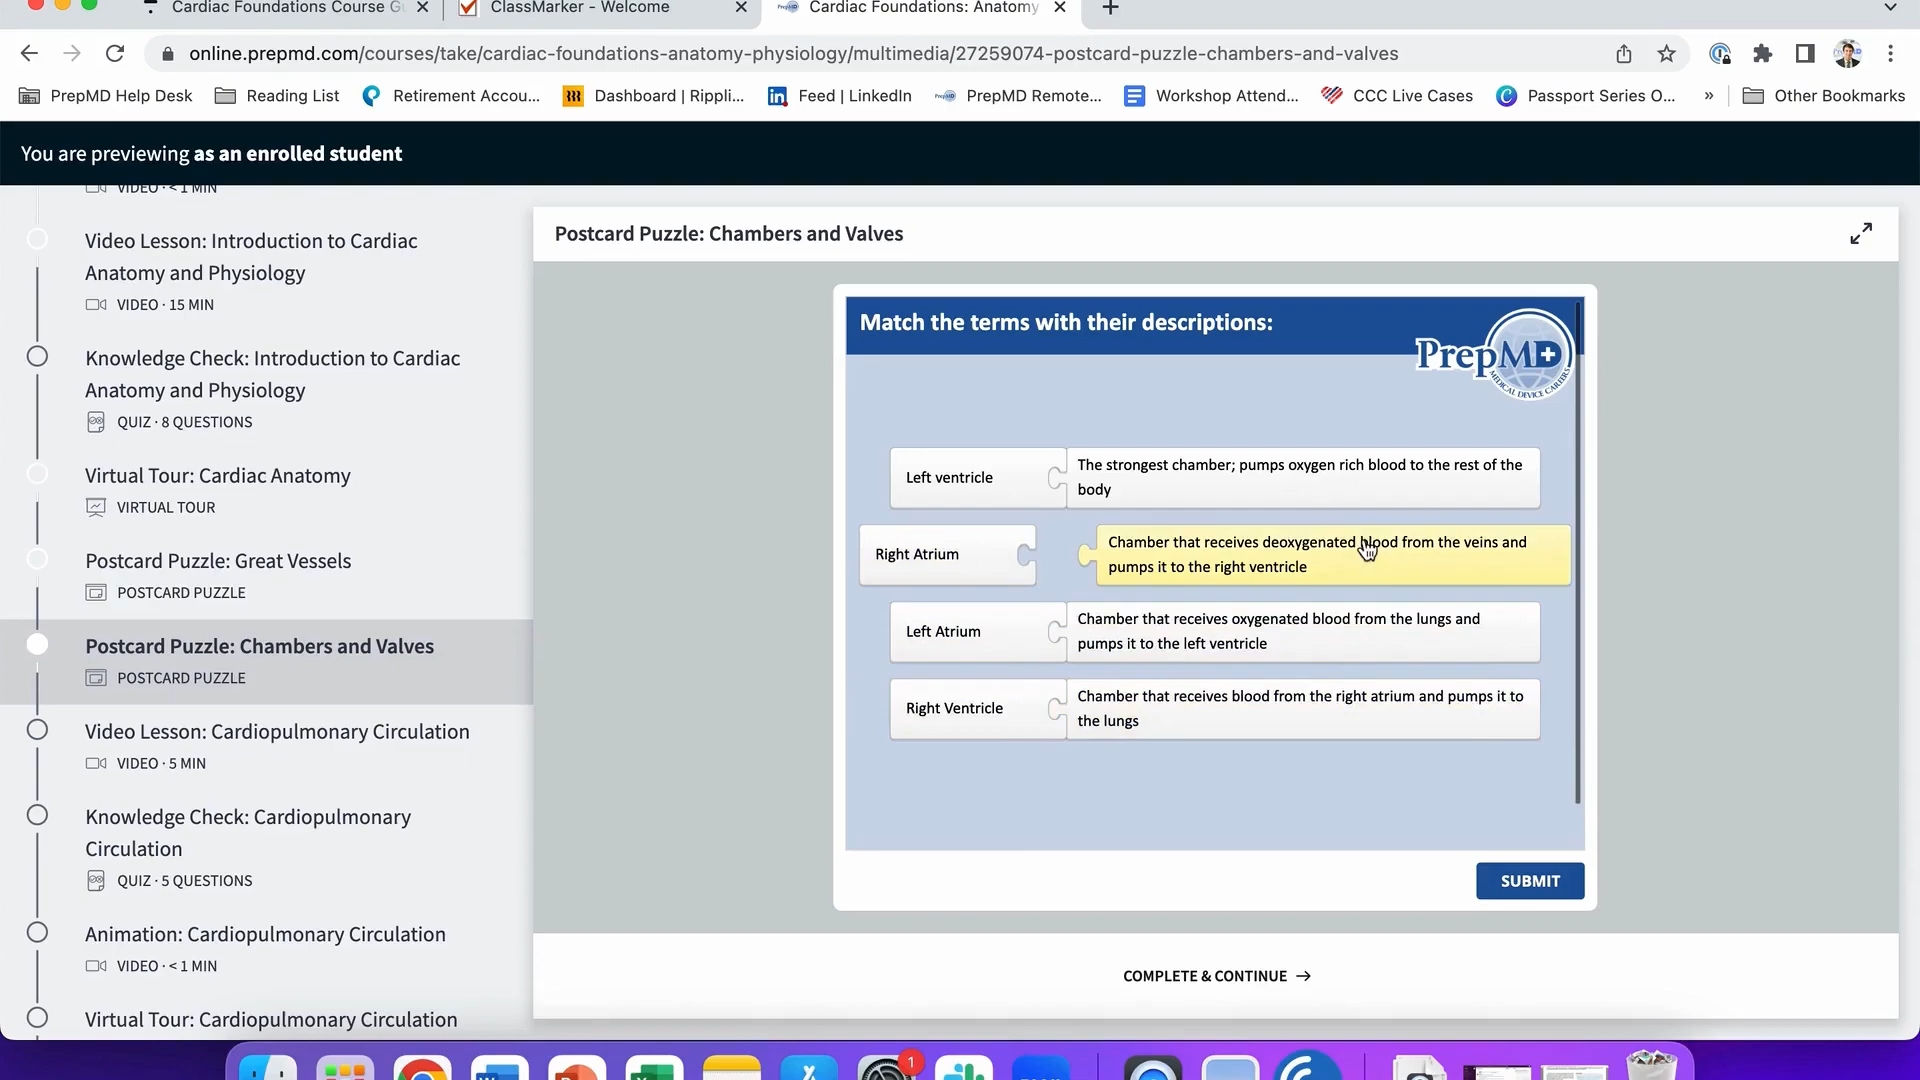 Cardiac Foundations Course Gu
ClassMarker - Welcome
Cardiac Foundations: Anatomy
online.prepmd.com/courses/take/cardiac-foundations-anatomy-physiology/multimedia/27259074-postcard-puzzle-chambers-and-valves
PrepMD Help Desk
Reading List
Retirement Accou...
Dashboard | Rippli...
Feed | LinkedIn
PrepMD Remote...
Workshop Attend...
CCC Live Cases
Passport Series O...
»
Other Bookmarks
You are previewing as an enrolled student
VIDEO · < 1 MIN
Video Lesson: Introduction to Cardiac
Anatomy and Physiology
VIDEO · 15 MIN
Knowledge Check: Introduction to Cardiac
Anatomy and Physiology
QUIZ · 8 QUESTIONS
Virtual Tour: Cardiac Anatomy
VIRTUAL TOUR
Postcard Puzzle: Great Vessels
POSTCARD PUZZLE
Postcard Puzzle: Chambers and Valves
POSTCARD PUZZLE
Video Lesson: Cardiopulmonary Circulation
VIDEO · 5 MIN
Knowledge Check: Cardiopulmonary
Circulation
QUIZ · 5 QUESTIONS
Animation: Cardiopulmonary Circulation
VIDEO · < 1 MIN
Virtual Tour: Cardiopulmonary Circulation
Postcard Puzzle: Chambers and Valves
Match the terms with their descriptions:
PrepMD
MEDICAL DEVICE CAREERS
Left ventricle
The strongest chamber; pumps oxygen rich blood to the rest of the
body
Right Atrium
Chamber that receives deoxygenated blood from the veins and
pumps it to the right ventricle
Left Atrium
Chamber that receives oxygenated blood from the lungs and
pumps it to the left ventricle
Right Ventricle
Chamber that receives blood from the right atrium and pumps it to
the lungs
SUBMIT
COMPLETE & CONTINUE →
1